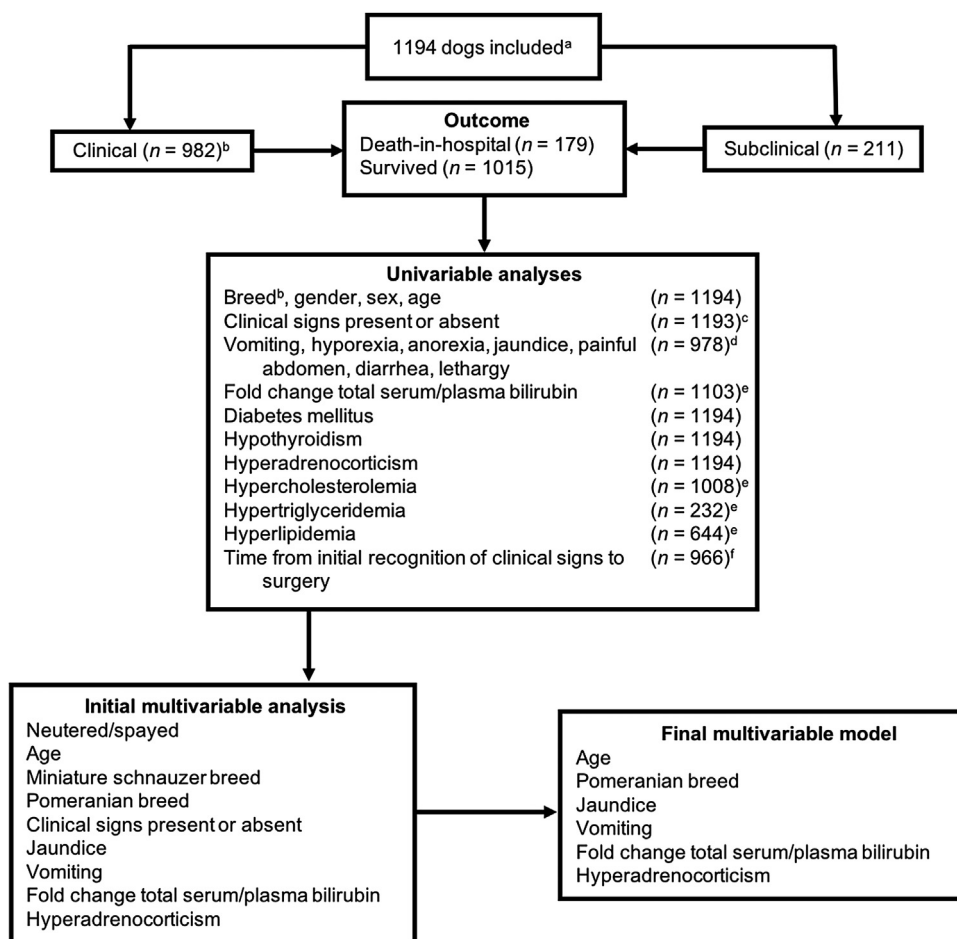 1194 dogs includedᵃ
Clinical (n = 982)ᵇ
Outcome
Death-in-hospital (n = 179)
Survived (n = 1015)
Subclinical (n = 211)
Univariable analyses
Breedᵇ, gender, sex, age (n = 1194)
Clinical signs present or absent (n = 1193)ᶜ
Vomiting, hyporexia, anorexia, jaundice, painful (n = 978)ᵈ
abdomen, diarrhea, lethargy
Fold change total serum/plasma bilirubin (n = 1103)ᵉ
Diabetes mellitus (n = 1194)
Hypothyroidism (n = 1194)
Hyperadrenocorticism (n = 1194)
Hypercholesterolemia (n = 1008)ᵉ
Hypertriglyceridemia (n = 232)ᵉ
Hyperlipidemia (n = 644)ᵉ
Time from initial recognition of clinical signs to (n = 966)ᶠ
surgery
Initial multivariable analysis
Neutered/spayed
Age
Miniature schnauzer breed
Pomeranian breed
Clinical signs present or absent
Jaundice
Vomiting
Fold change total serum/plasma bilirubin
Hyperadrenocorticism
Final multivariable model
Age
Pomeranian breed
Jaundice
Vomiting
Fold change total serum/plasma bilirubin
Hyperadrenocorticism